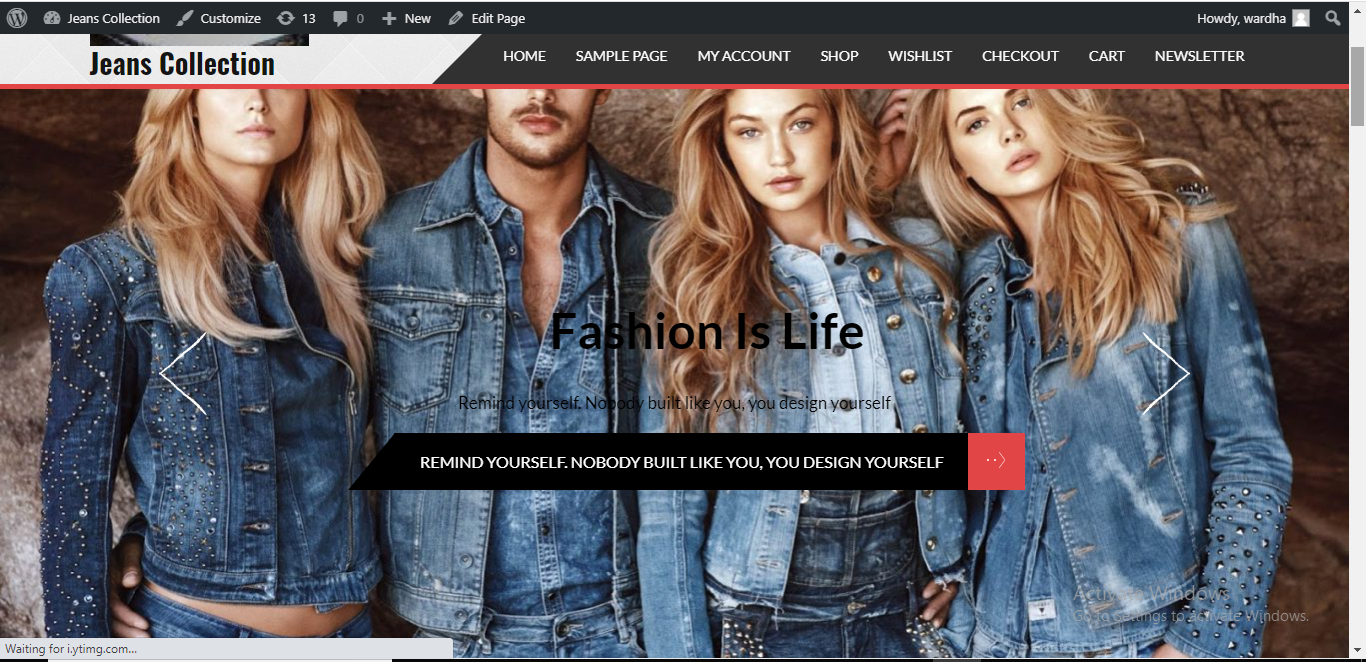 Jeans Collection Customize 13 0 New Edit Page Howdy, wardha
Jeans Collection
HOME SAMPLE PAGE MY ACCOUNT SHOP WISHLIST CHECKOUT CART NEWSLETTER
Fashion Is Life
Remind yourself. Nobody built like you, you design yourself
REMIND YOURSELF. NOBODY BUILT LIKE YOU, YOU DESIGN YOURSELF
Activate Windows
Go to Settings to activate Windows.
Waiting for i.ytimg.com...